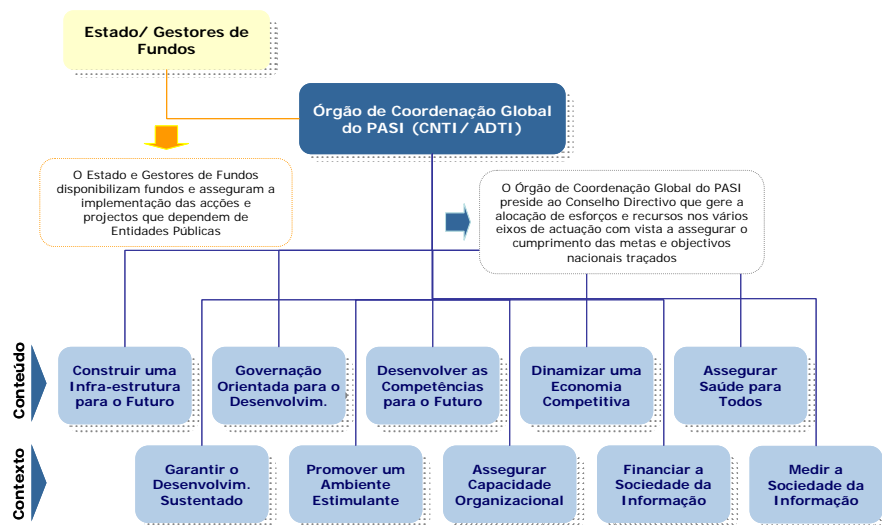 Estado/ Gestores de
Fundos
Órgão de Coordenação Global
do PASI (CNTI/ ADTI)
O Estado e Gestores de Fundos
disponibilizam fundos e asseguram a
implementação das acções e
projectos que dependem de
Entidades Públicas
O Órgão de Coordenação Global do PASI
preside ao Conselho Directivo que gere a
alocação de esforços e recursos nos vários
eixos de actuação com vista a assegurar o
cumprimento das metas e objectivos
nacionais traçados
Conteúdo
Construir uma
Infra-estrutura
para o Futuro
Governação
Orientada para o
Desenvolvim.
Desenvolver as
Competências
para o Futuro
Dinamizar uma
Economia
Competitiva
Assegurar
Saúde para
Todos
Contexto
Garantir o
Desenvolvim.
Sustentado
Promover um
Ambiente
Estimulante
Assegurar
Capacidade
Organizacional
Financiar a
Sociedade da
Informação
Medir a
Sociedade da
Informação